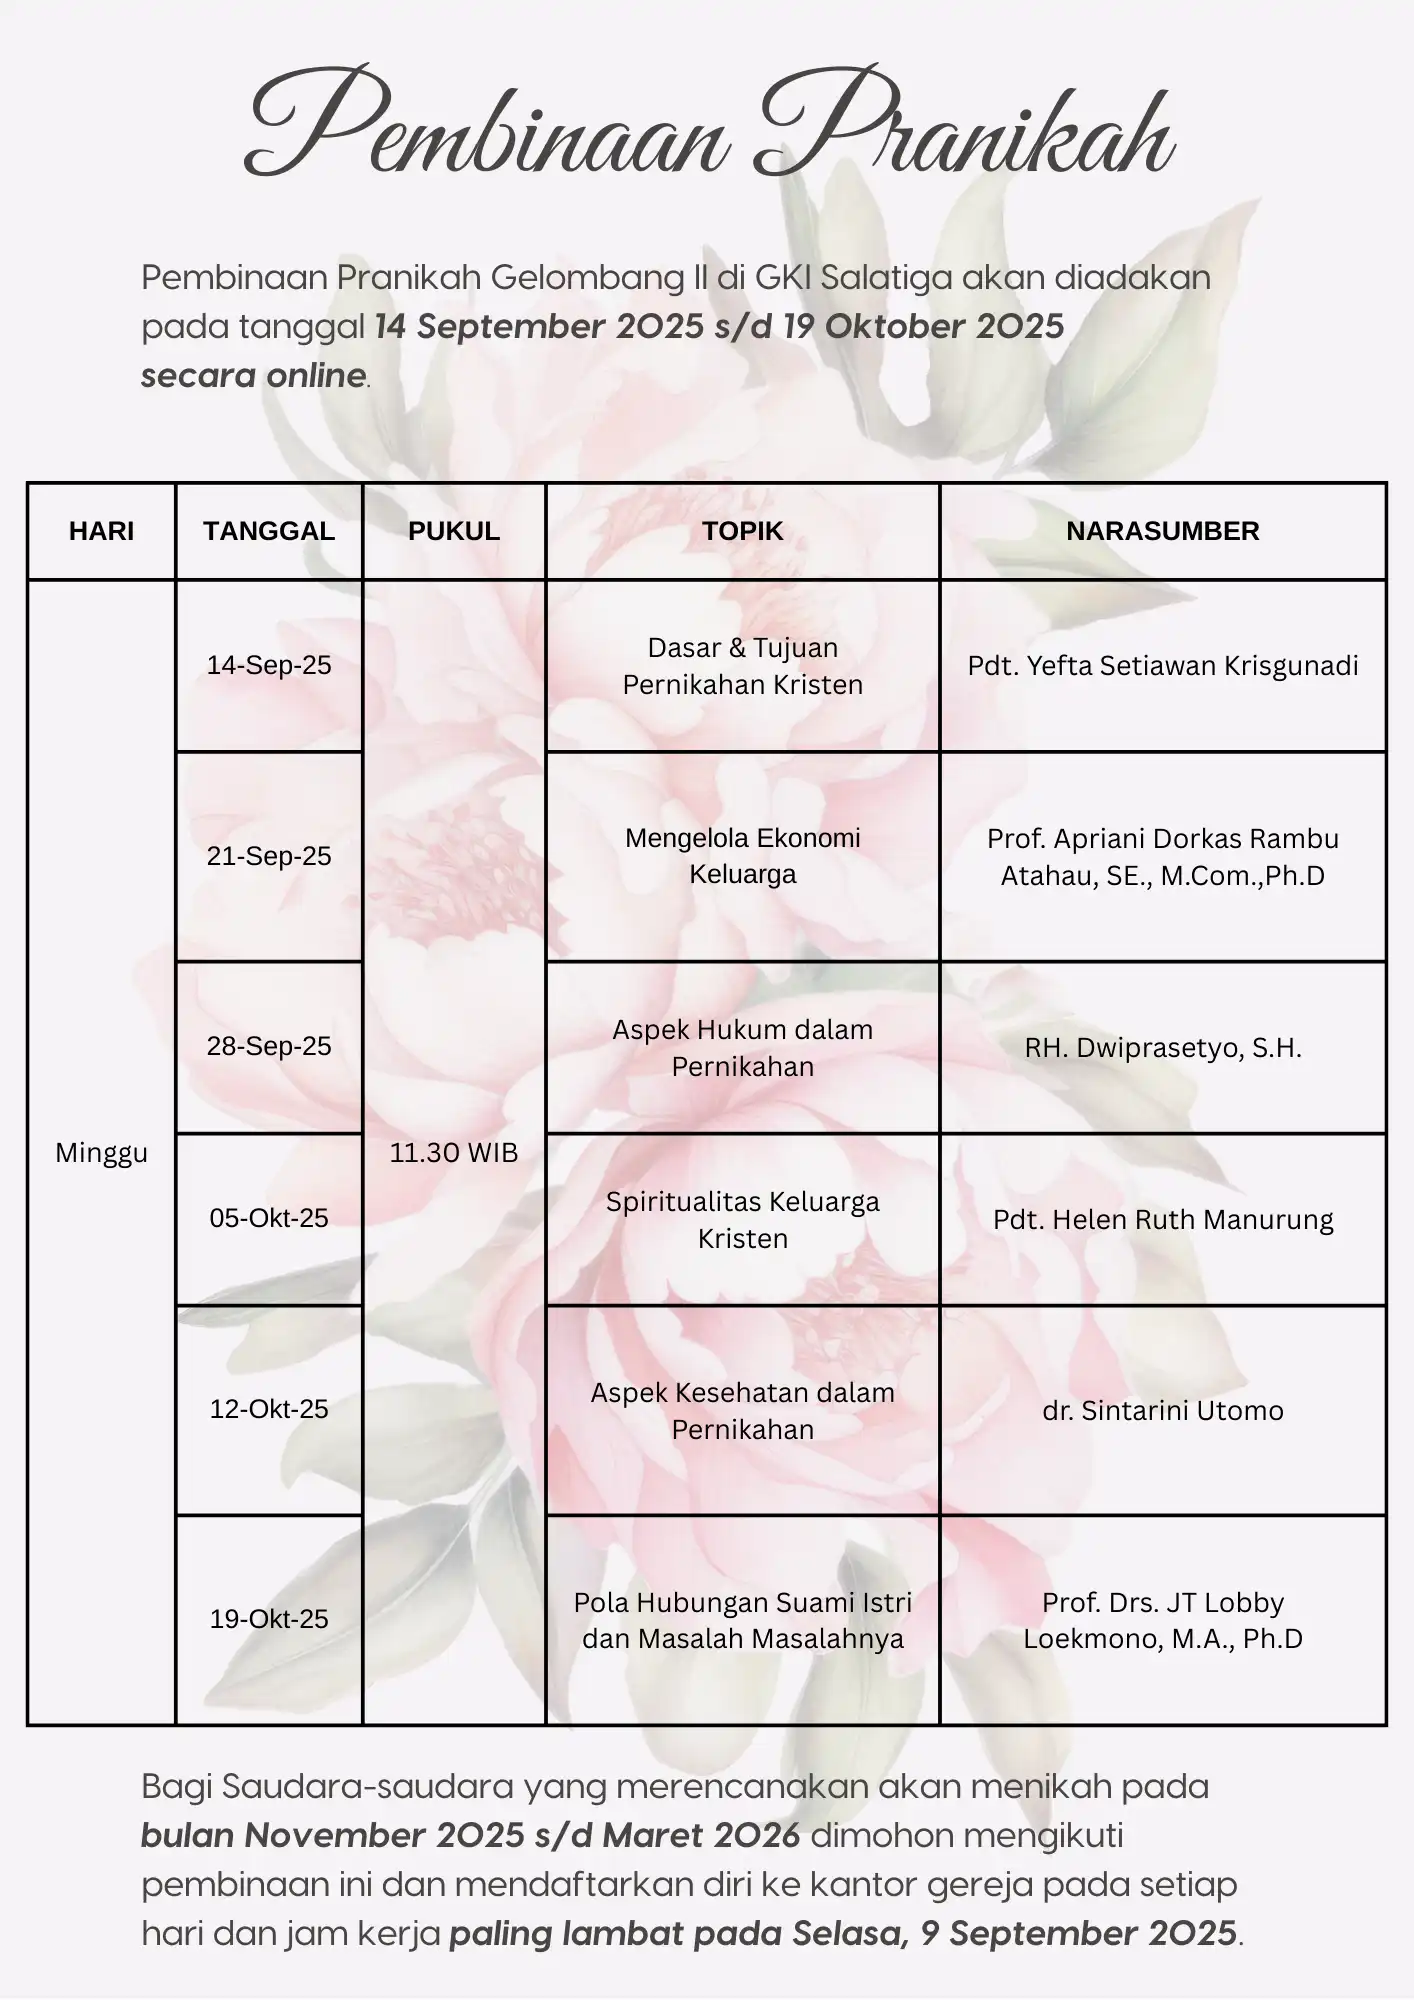 Pembinaan Pranikah
Pembinaan Pranikah Gelombang II di GKI Salatiga akan diadakan
pada tanggal 14 September 2025 s/d 19 Oktober 2025
secara online.
HARI TANGGAL PUKUL TOPIK NARASUMBER
Minggu
11.30 WIB
14-Sep-25
Dasar & Tujuan
Pernikahan Kristen
Pdt. Yefta Setiawan Krisgunadi
21-Sep-25
Mengelola Ekonomi
Keluarga
Prof. Apriani Dorkas Rambu
Atahau, SE., M.Com.,Ph.D
28-Sep-25
Aspek Hukum dalam
Pernikahan
RH. Dwiprasetyo, S.H.
05-Okt-25
Spiritualitas Keluarga
Kristen
Pdt. Helen Ruth Manurung
12-Okt-25
Aspek Kesehatan dalam
Pernikahan
dr. Sintarini Utomo
19-Okt-25
Pola Hubungan Suami Istri
dan Masalah Masalahnya
Prof. Drs. JT Lobby
Loekmono, M.A., Ph.D
Bagi Saudara-saudara yang merencanakan akan menikah pada
bulan November 2025 s/d Maret 2026 dimohon mengikuti
pembinaan ini dan mendaftarkan diri ke kantor gereja pada setiap
hari dan jam kerja paling lambat pada Selasa, 9 September 2025.